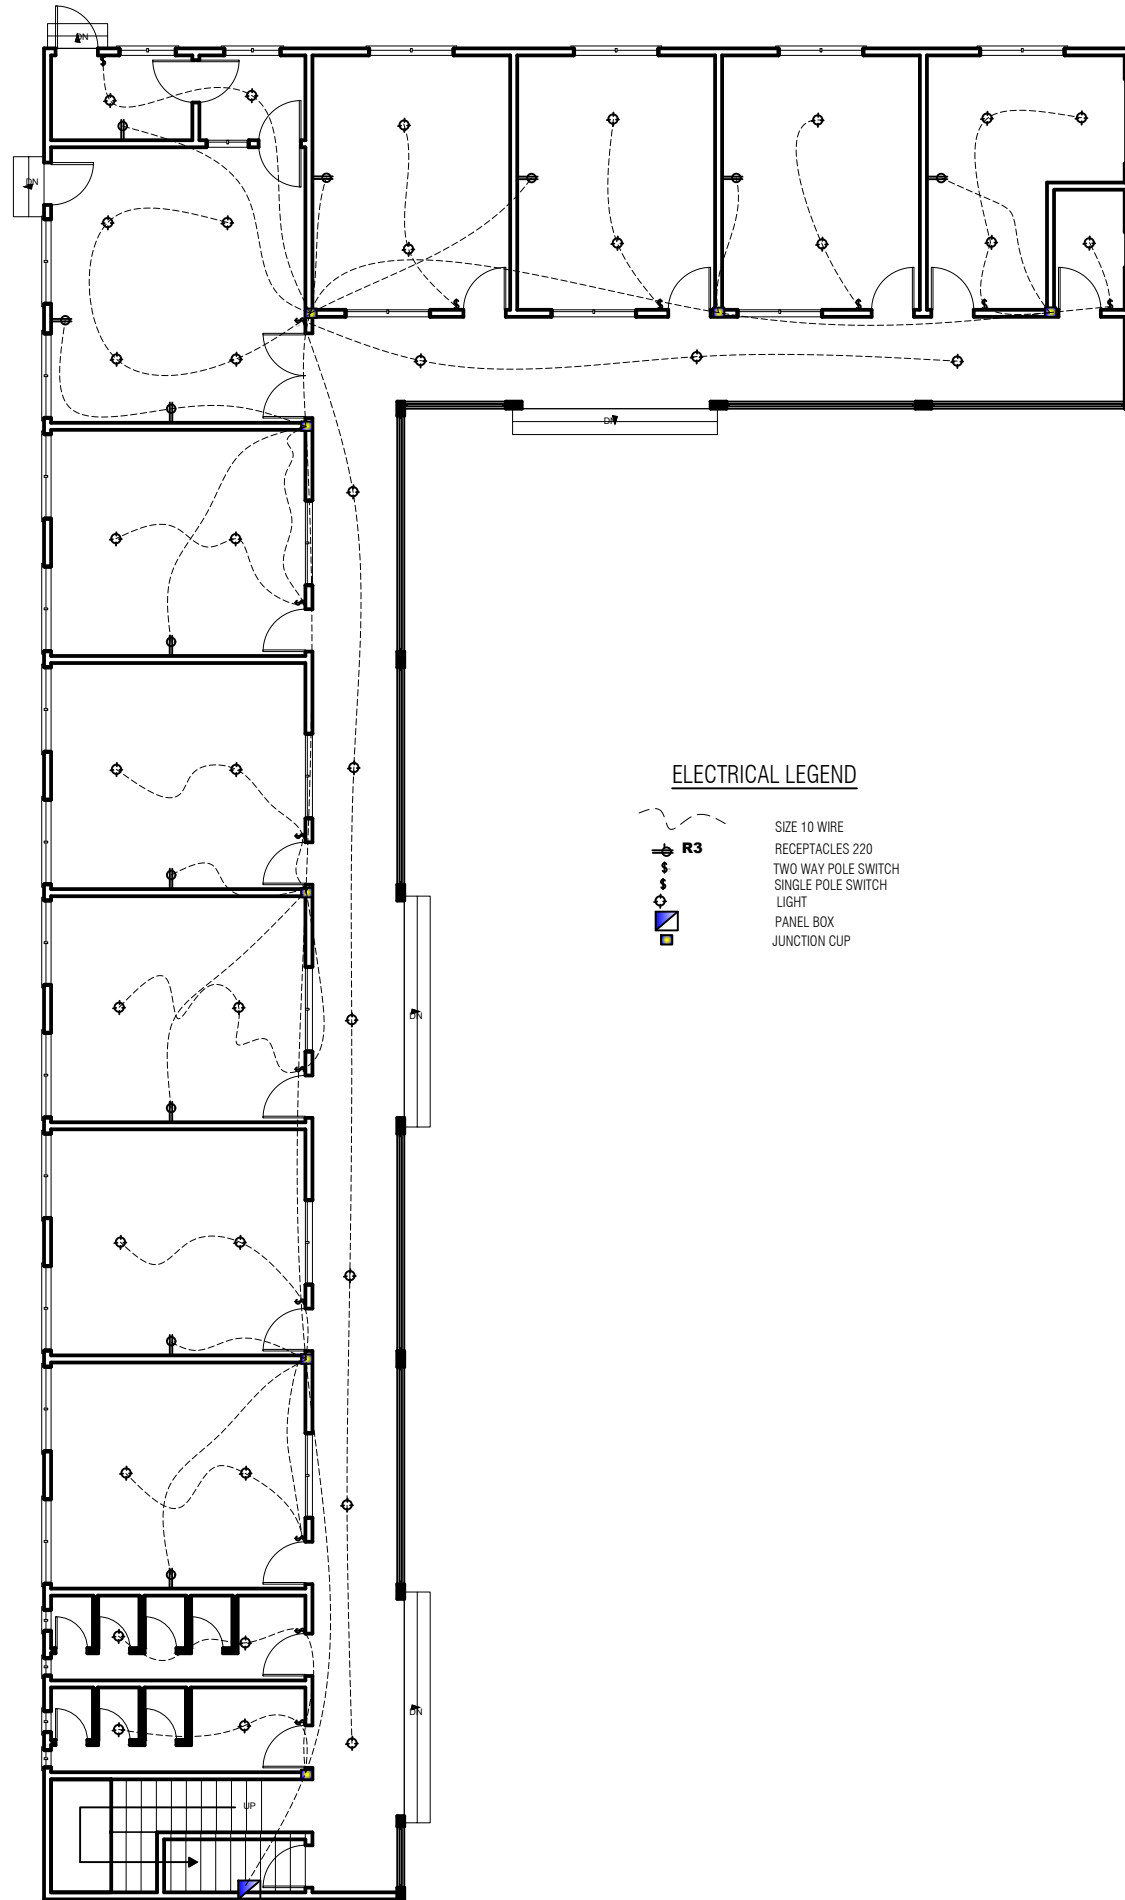 DN
DN
DN
ELECTRICAL LEGEND
SIZE 10 WIRE
R3 RECEPTACLES 220
$ TWO WAY POLE SWITCH
$ SINGLE POLE SWITCH
LIGHT
PANEL BOX
JUNCTION CUP
DN
DN
UP